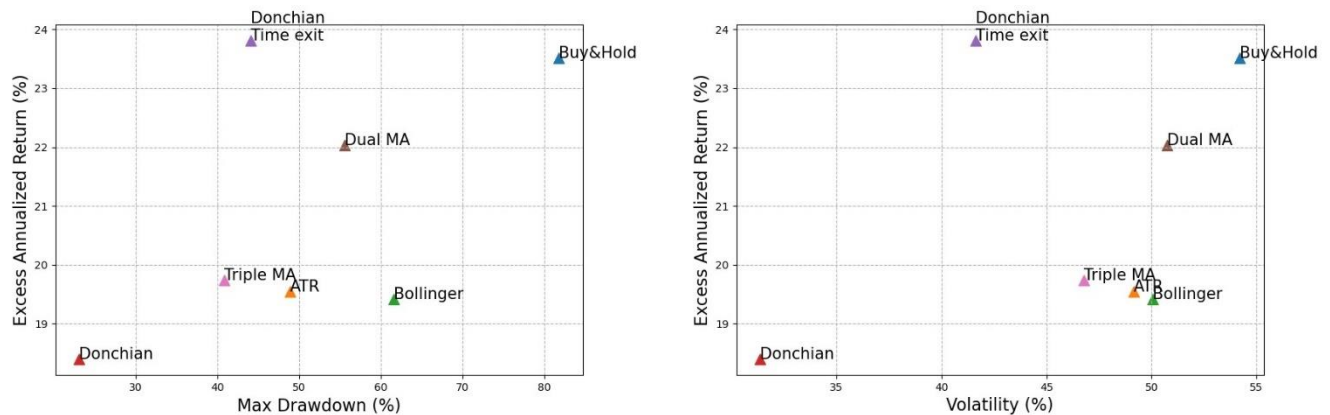 Donchian
Time exit
Buy&Hold
Dual MA
Triple MA
ATR
Bollinger
Donchian
24
23
22
21
20
19
30
40
50
60
70
80
Excess Annualized Return (%)
Max Drawdown (%)
Donchian
Time exit
Buy&Hold
Dual MA
Triple MA
ATR
Bollinger
Donchian
24
23
22
21
20
19
35
40
45
50
55
Excess Annualized Return (%)
Volatility (%)